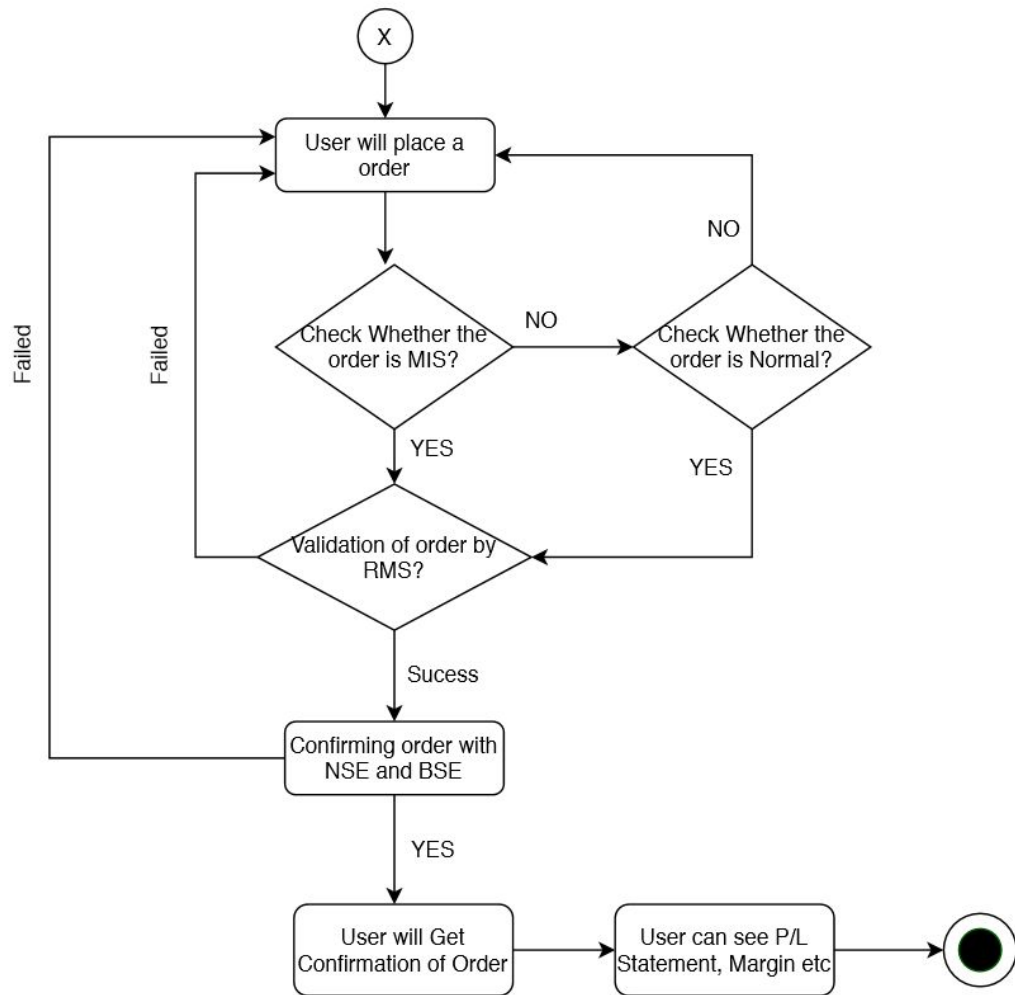 X
User will place a
order
NO
Check Whether the
order is MIS?
NO
Check Whether the
order is Normal?
Failed
Failed
YES
YES
Validation of order by
RMS?
Sucess
Confirming order with
NSE and BSE
YES
User will Get
Confirmation of Order
User can see P/L
Statement, Margin etc